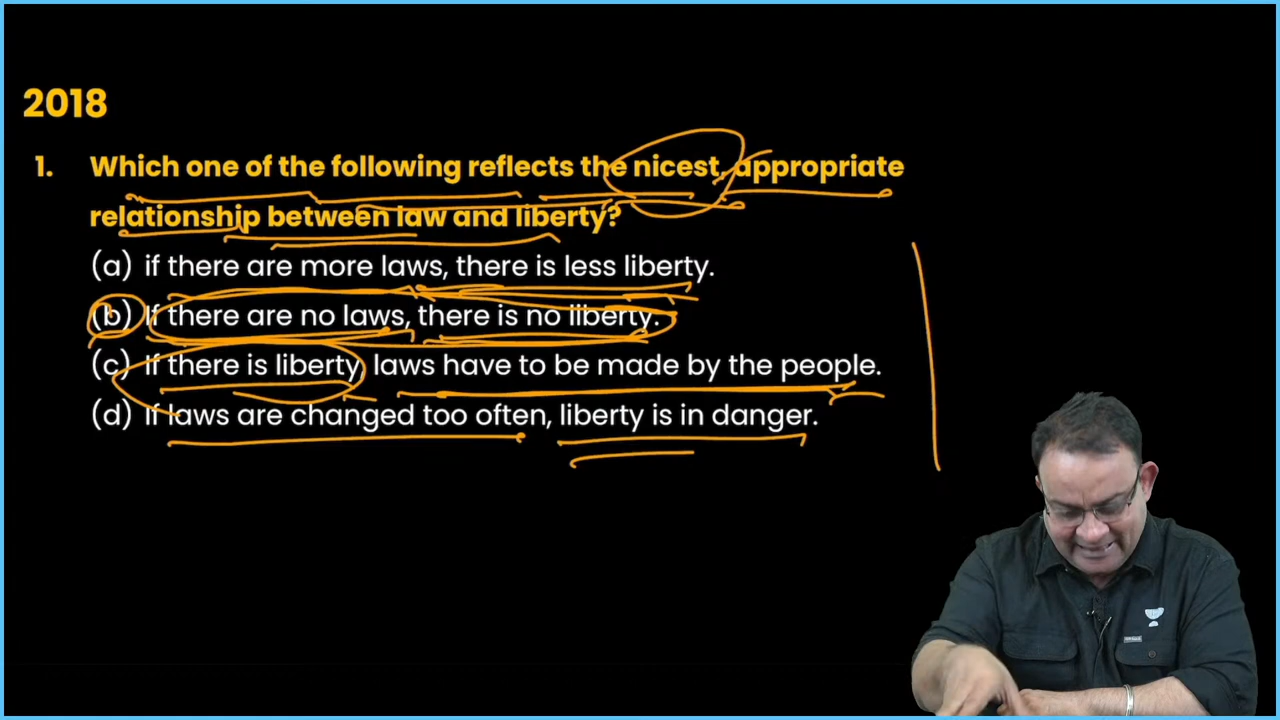 2018
1. Which one of the following reflects the nicest, appropriate
relationship between law and liberty?
(a) if there are more laws, there is less liberty.
(b) If there are no laws, there is no liberty.
(c) If there is liberty, laws have to be made by the people.
(d) If laws are changed too often, liberty is in danger.